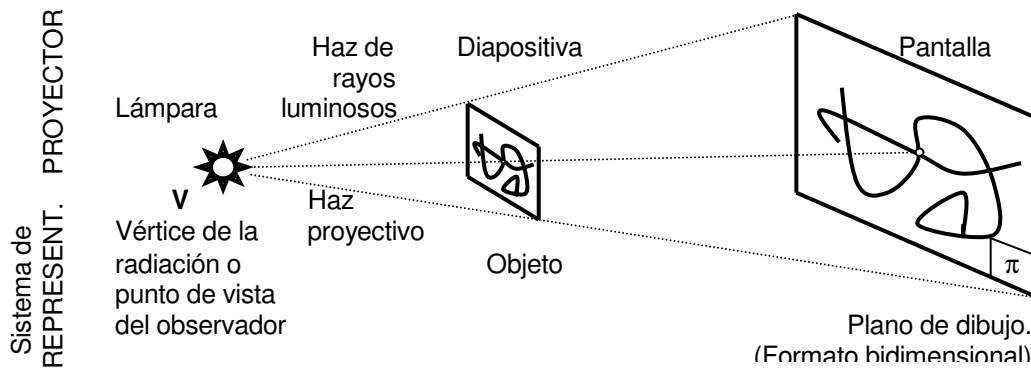 Sistema de
REPRESENT. PROYECTOR
Haz de
rayos
luminosos
Diapositiva
Pantalla
Lámpara
V
Haz
proyectivo
Vértice de la
radiación o
punto de vista
del observador
Objeto
π
Plano de dibujo.
(Formato bidimensional)